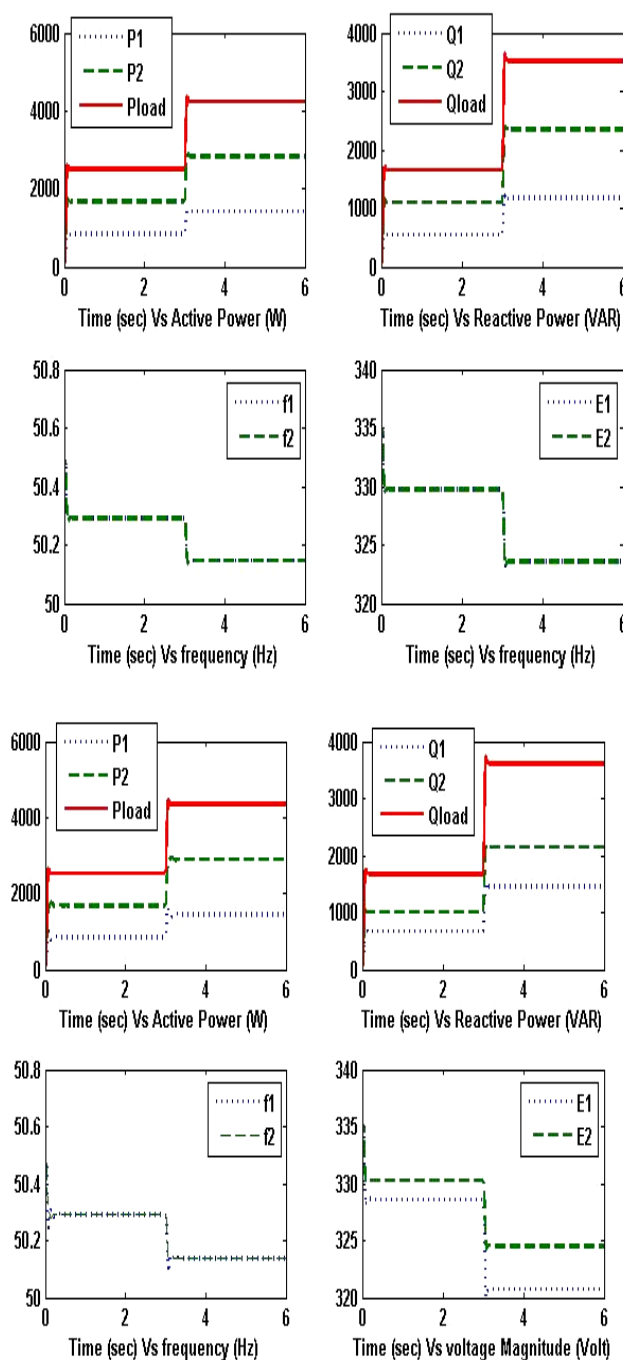 6000
4000
2000
0
P1
P2
Pload
0 2 4 6
Time (sec) Vs Active Power (W)
4000
3000
2000
1000
0
Q1
Q2
Qload
0 2 4 6
Time (sec) Vs Reactive Power (VAR)
50.8
50.6
50.4
50.2
50
f1
f2
0 2 4 6
Time (sec) Vs frequency (Hz)
340
335
330
325
320
E1
E2
0 2 4 6
Time (sec) Vs frequency (Hz)
6000
4000
2000
0
P1
P2
Pload
0 2 4 6
Time (sec) Vs Active Power (W)
4000
3000
2000
1000
0
Q1
Q2
Qload
0 2 4 6
Time (sec) Vs Reactive Power (VAR)
50.8
50.6
50.4
50.2
50
f1
f2
0 2 4 6
Time (sec) Vs frequency (Hz)
340
335
330
325
320
E1
E2
0 2 4 6
Time (sec) Vs voltage Magnitude (Volt)